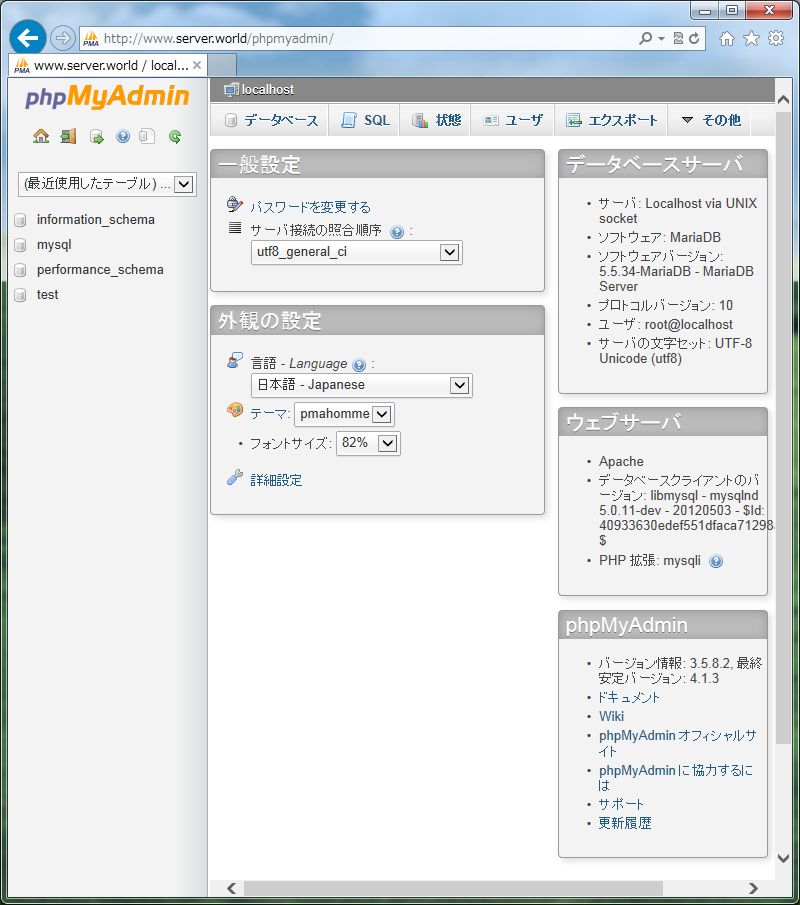 http://www.server.world/phpmyadmin/
PMA
www.server.world / local...
phpMyAdmin
(最近使用したテーブル) ...
information_schema
mysql
performance_schema
test
localhost
データベース
SQL
状態
ユーザ
エクスポート
その他
一般設定
パスワードを変更する
サーバ接続の照合順序 :
utf8_general_ci
外観の設定
言語 - Language :
日本語 - Japanese
テーマ: pmahomme
• フォントサイズ: 82%
詳細設定
データベースサーバ
• サーバ: Localhost via UNIX
socket
• ソフトウェア: MariaDB
• ソフトウェアバージョン:
5.5.34-MariaDB - MariaDB
Server
• プロトコルバージョン: 10
• ユーザ: root@localhost
• サーバの文字セット: UTF-8
Unicode (utf8)
ウェブサーバ
• Apache
• データベースクライアントのバ
ージョン: libmysql - mysqlnd
5.0.11-dev - 20120503 - $Id:
40933630edef551dfaca71298
$
• PHP 拡張: mysqli
phpMyAdmin
• バージョン情報: 3.5.8.2, 最終
安定バージョン: 4.1.3
• ドキュメント
• Wiki
• phpMyAdmin オフィシャルサ
イト
• phpMyAdmin に協力するに
は
• サポート
• 更新履歴